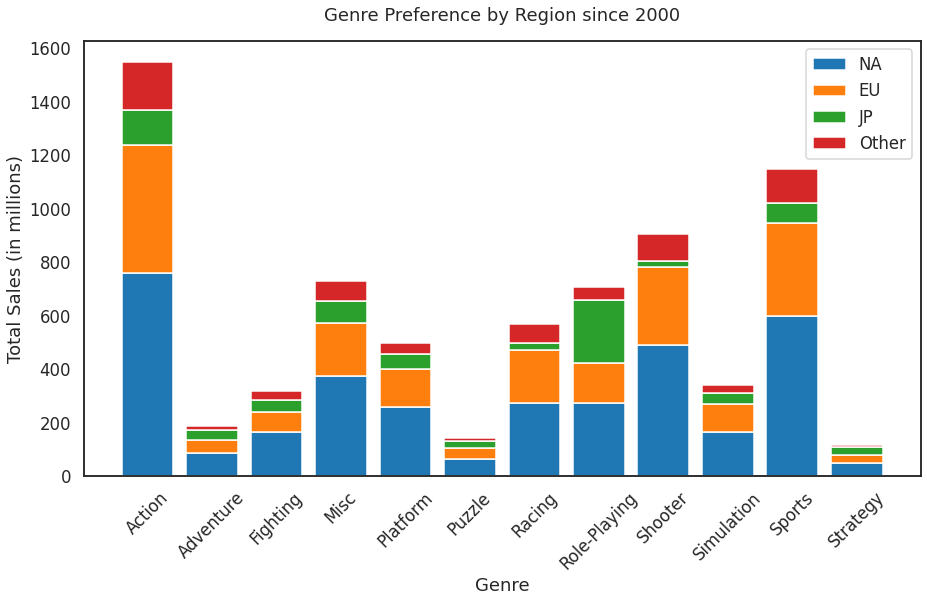 Genre Preference by Region since 2000
1600
1400
1200
1000
800
600
400
200
0
Total Sales (in millions)
NA
EU
JP
Other
Action
Adventure
Fighting
Misc
Platform
Puzzle
Racing
Role-Playing
Shooter
Simulation
Sports
Strategy
Genre